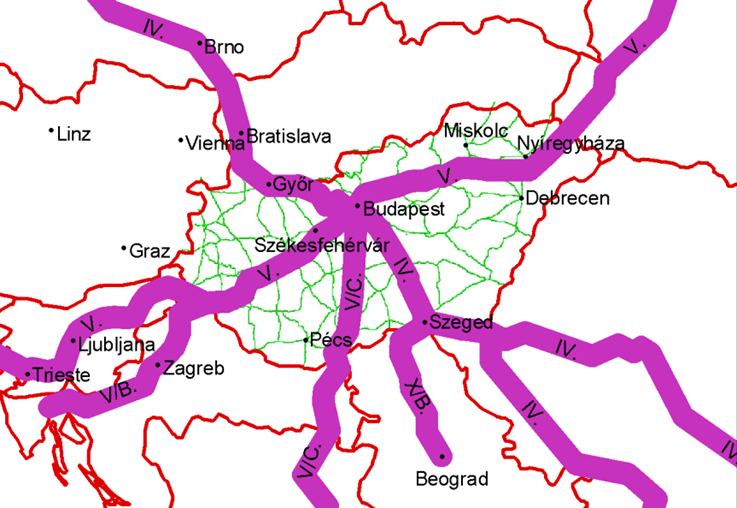 IV.
V.
Brno
Linz
Vienna
Bratislava
Miskolc
Nyíregyháza
Győr
V.
Debrecen
Budapest
Székesfehérvár
Graz
V.
IV.
V/C.
V.
Szeged
Ljubljana
Pécs
IV.
Trieste
Zagreb
V/B.
X/B.
IV.
IV
V/C.
Beograd